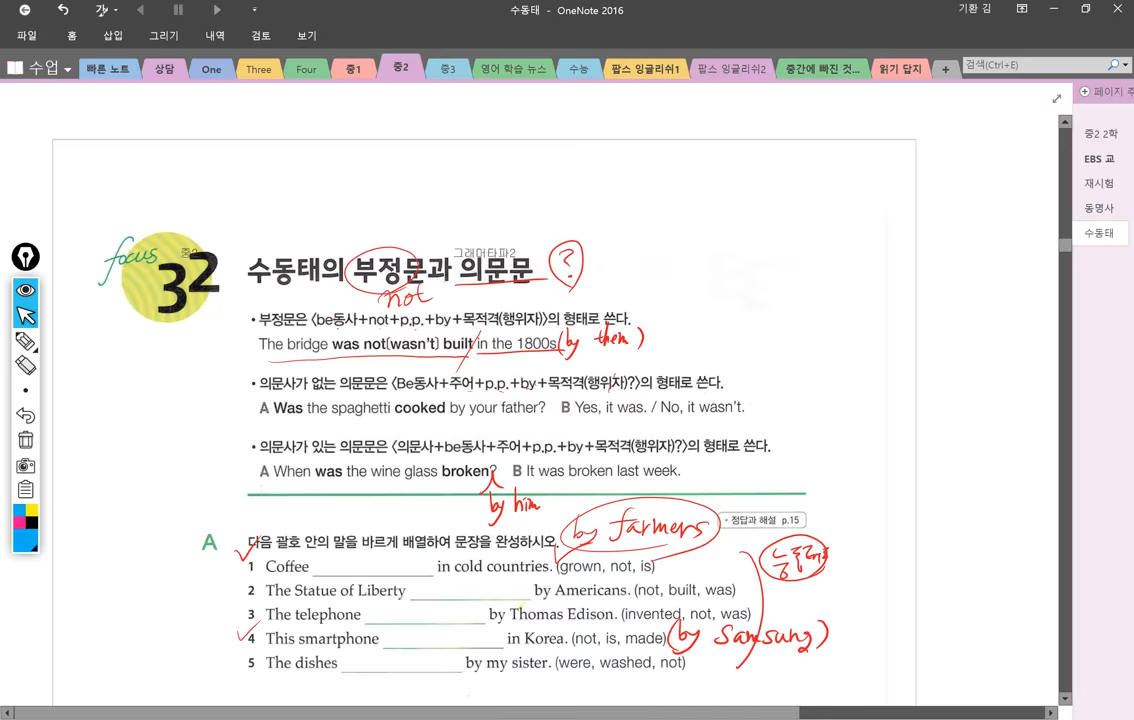 수동태 - OneNote 2016
기환 김
파일 홈 삽입 그리기 내역 검토 보기
수업 빠른 노트 상담 One Three Four 중1 중2 중3 영어 학습 뉴스 수능 팝스 잉글리쉬1 팝스 잉글리쉬2 중간에 빠진 것... 읽기 답지 + 검색(Ctrl+E)
페이지 추
중2 2학
EBS 교
재시험
동명사
수동태
focus 중2 그래머타파2
32 수동태의 부정문과 의문문 ?
not
• 부정문은 〈be동사+not+p.p.+by+목적격(행위자)〉의 형태로 쓴다.
The bridge was not(wasn't) built in the 1800s (by them)
• 의문사가 없는 의문문은 〈Be동사+주어+p.p.+by+목적격(행위자)?〉의 형태로 쓴다.
A Was the spaghetti cooked by your father? B Yes, it was. / No, it wasn't.
• 의문사가 있는 의문문은 〈의문사+be동사+주어+p.p.+by+목적격(행위자)?〉의 형태로 쓴다.
A When was the wine glass broken? B It was broken last week.
by him
by farmers
• 정답과 해설 p.15
A 다음 괄호 안의 말을 바르게 배열하여 문장을 완성하시오.
1 Coffee ____ in cold countries. (grown, not, is)
2 The Statue of Liberty ____ by Americans. (not, built, was)
3 The telephone ____ by Thomas Edison. (invented, not, was)
4 This smartphone ____ in Korea. (not, is, made) (by Samsung)
5 The dishes ____ by my sister. (were, washed, not)